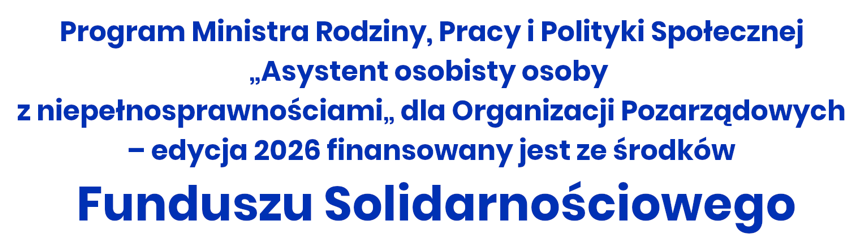 Program Ministra Rodziny, Pracy i Polityki Społecznej
„Asystent osobisty osoby
z niepełnosprawnościami„ dla Organizacji Pozarządowych
– edycja 2026 finansowany jest ze środków
Funduszu Solidarnościowego